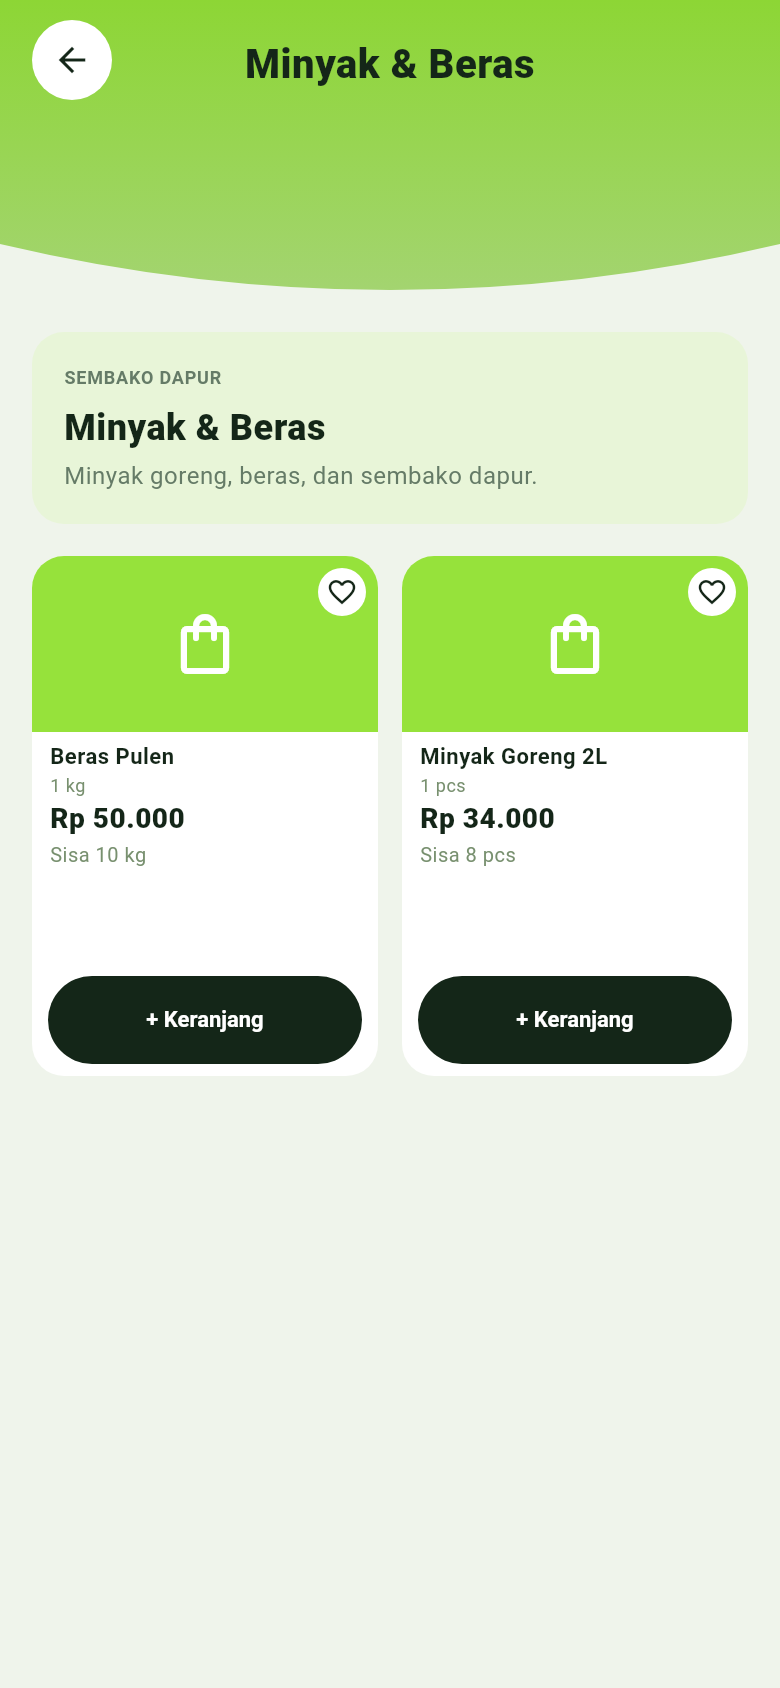 Minyak & Beras
SEMBAKO DAPUR
Minyak & Beras
Minyak goreng, beras, dan sembako dapur.
Beras Pulen
1 kg
Rp 50.000
Sisa 10 kg
+ Keranjang
Minyak Goreng 2L
1 pcs
Rp 34.000
Sisa 8 pcs
+ Keranjang